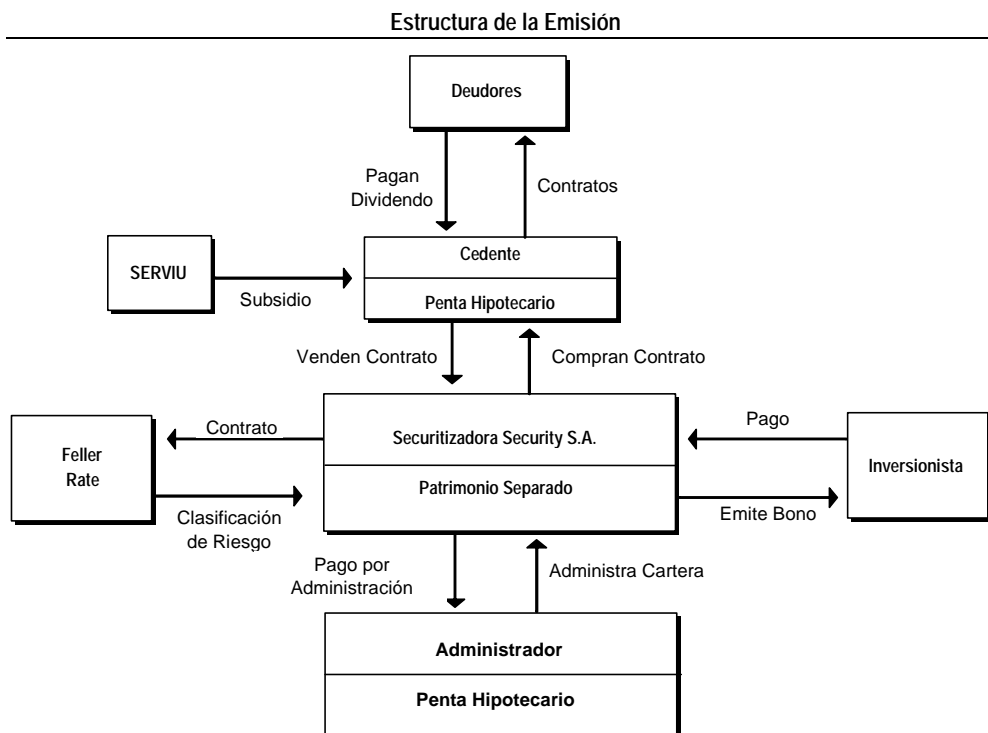 Estructura de la Emisión
Deudores
Pagan
Dividendo
Contratos
SERVIU
Subsidio
Cedente
Penta Hipotecario
Venden Contrato
Compran Contrato
Feller
Rate
Contrato
Clasificación
de Riesgo
Securitizadora Security S.A.
Patrimonio Separado
Pago
Emite Bono
Inversionista
Pago por
Administración
Administra Cartera
Administrador
Penta Hipotecario